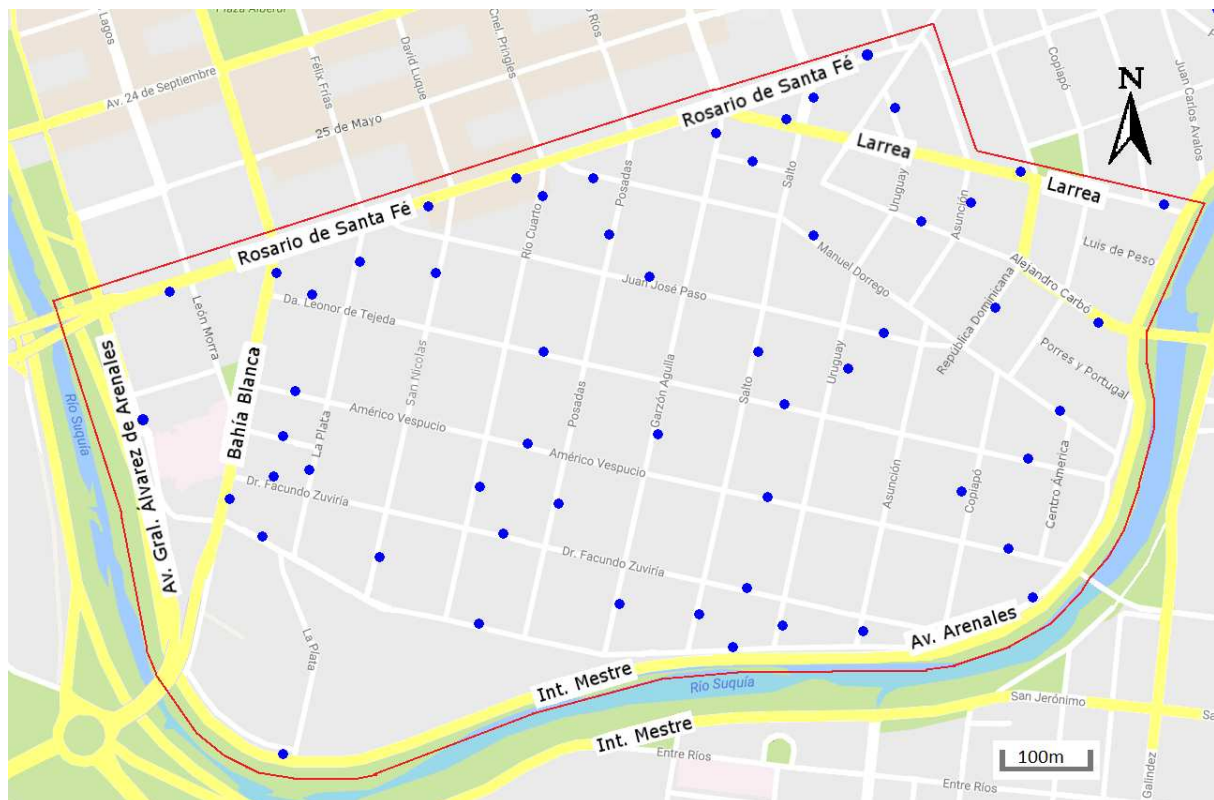 Plaza Alberdi
Lagos
Av. 24 de Septiembre
Félix Frías
David Luque
Cnel. Pringles
Ríos
25 de Mayo
Copiapó
Juan Carlos Avalos
N
Rosario de Santa Fé
Larrea
Larrea
Salto
Uruguay
Asunción
Luis de Peso
Posadas
Río Cuarto
Rosario de Santa Fé
Manuel Dorrego
Alejandro Carbó
Juan José Paso
República Dominicana
Da. Leonor de Tejeda
León Morra
San Nicolas
Porres y Portugal
Av. Gral. Álvarez de Arenales
Bahía Blanca
Río Suquía
Américo Vespucio
La Plata
Posadas
Garzón Agulla
Salto
Uruguay
Américo Vespucio
Asunción
Copiapó
Centro Ámerica
Dr. Facundo Zuviría
Dr. Facundo Zuviría
La Plata
Av. Arenales
Int. Mestre
Río Suquía
San Jerónimo
Int. Mestre
Entre Ríos
Entre Ríos
Galíndez
100m